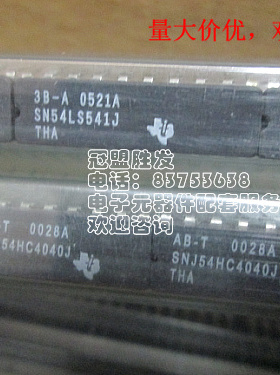 量大价优，
3B-A 0521A
SN54LS541J
THA
冠盟胜发
电话：83753638
电子元器件配套服
欢迎咨询
-T 0028A
J54HC4040J
AB-T 0028A
SNJ54HC4040J
THA